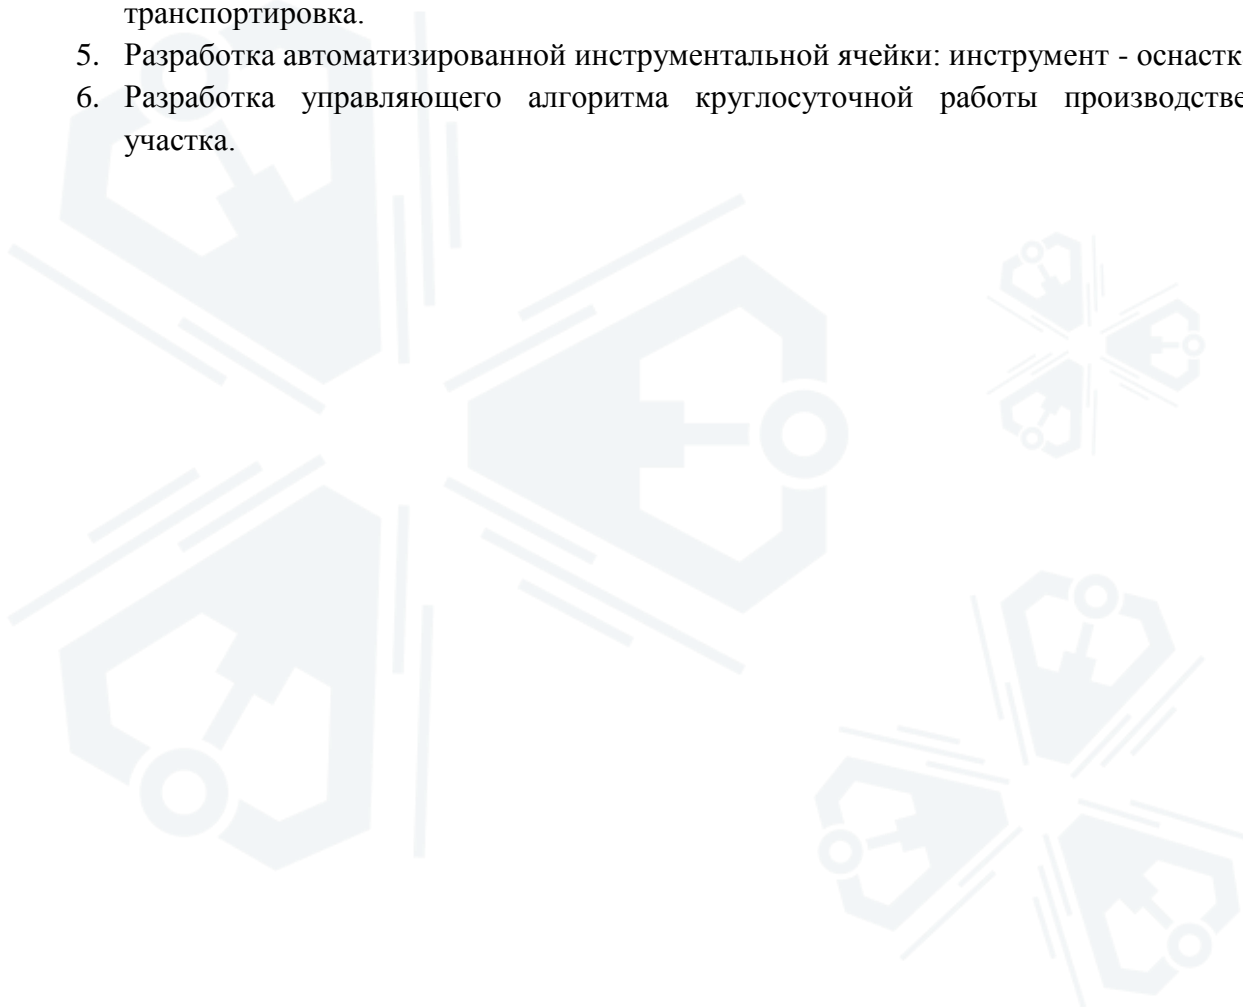 транспортировка.
5. Разработка автоматизированной инструментальной ячейки: инструмент - оснастк
6. Разработка управляющего алгоритма круглосуточной работы производстве
участка.